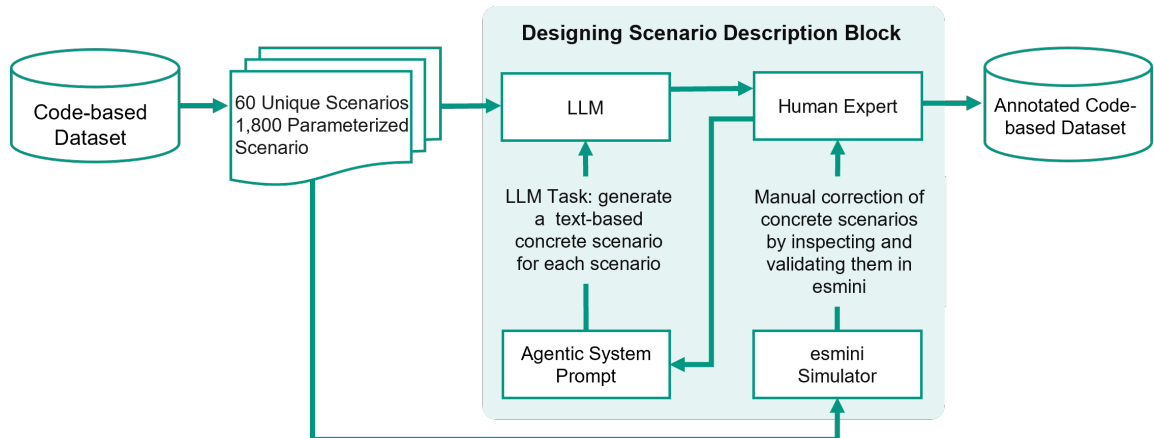 Designing Scenario Description Block
Code-based
Dataset
60 Unique Scenarios
1,800 Parameterized
Scenario
LLM
Human Expert
Annotated Code-
based Dataset
LLM Task: generate
a text-based
concrete scenario
for each scenario
Manual correction of
concrete scenarios
by inspecting and
validating them in
esmini
Agentic System
Prompt
esmini
Simulator